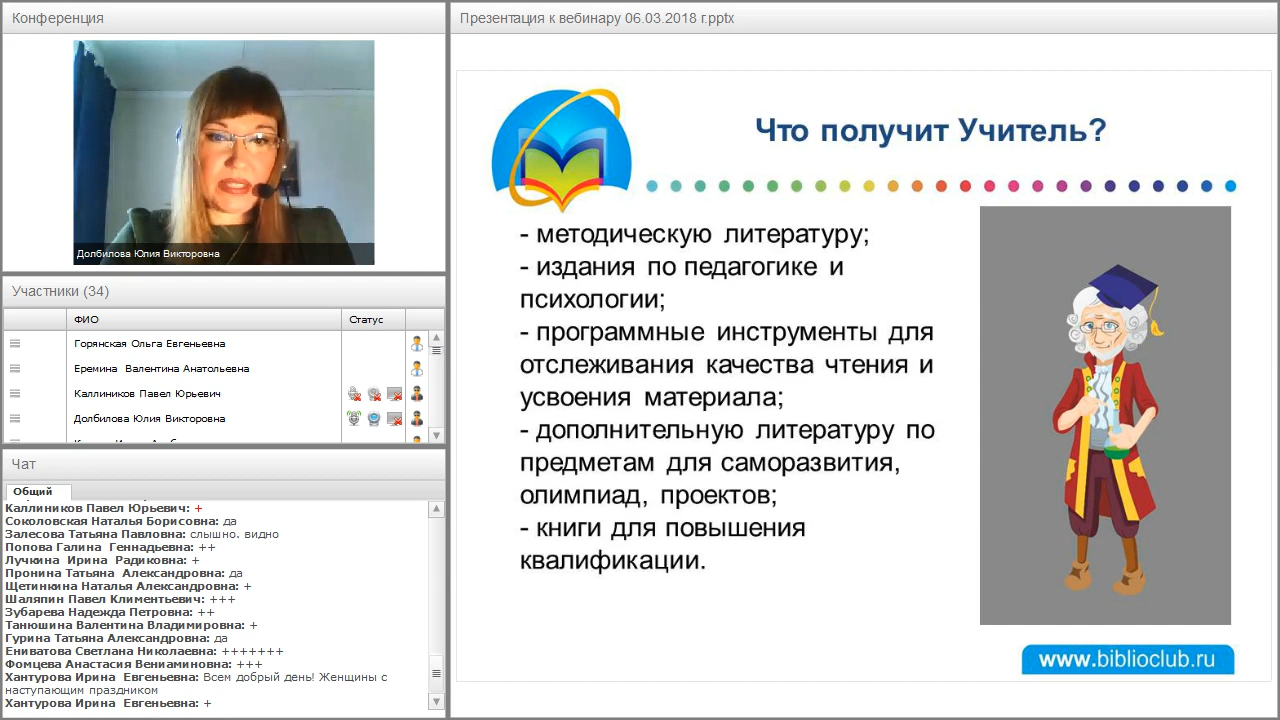 Конференция
Долбилова Юлия Викторовна
Участники (34)
ФИО Статус
Горянская Ольга Евгеньевна
Еремина Валентина Анатольевна
Каллиников Павел Юрьевич
Долбилова Юлия Викторовна
Чат
Общий
Каллиников Павел Юрьевич: +
Соколовская Наталья Борисовна: да
Залесова Татьяна Павловна: слышно. видно
Попова Галина Геннадьевна: ++
Лучкина Ирина Радиковна: +
Пронина Татьяна Александровна: да
Щетинкина Наталья Александровна: +
Шаляпин Павел Климентьевич: +++
Зубарева Надежда Петровна: ++
Танюшина Валентина Владимировна: +
Гурина Татьяна Александровна: да
Ениватова Светлана Николаевна: +++++++
Фомцева Анастасия Вениаминовна: +++
Хантурова Ирина Евгеньевна: Всем добрый день! Женщины с
наступающим праздником
Хантурова Ирина Евгеньевна: +
Презентация к вебинару 06.03.2018 г.pptx
Что получит Учитель?
- методическую литературу;
- издания по педагогике и
психологии;
- программные инструменты для
отслеживания качества чтения и
усвоения материала;
- дополнительную литературу по
предметам для саморазвития,
олимпиад, проектов;
- книги для повышения
квалификации.
www.biblioclub.ru